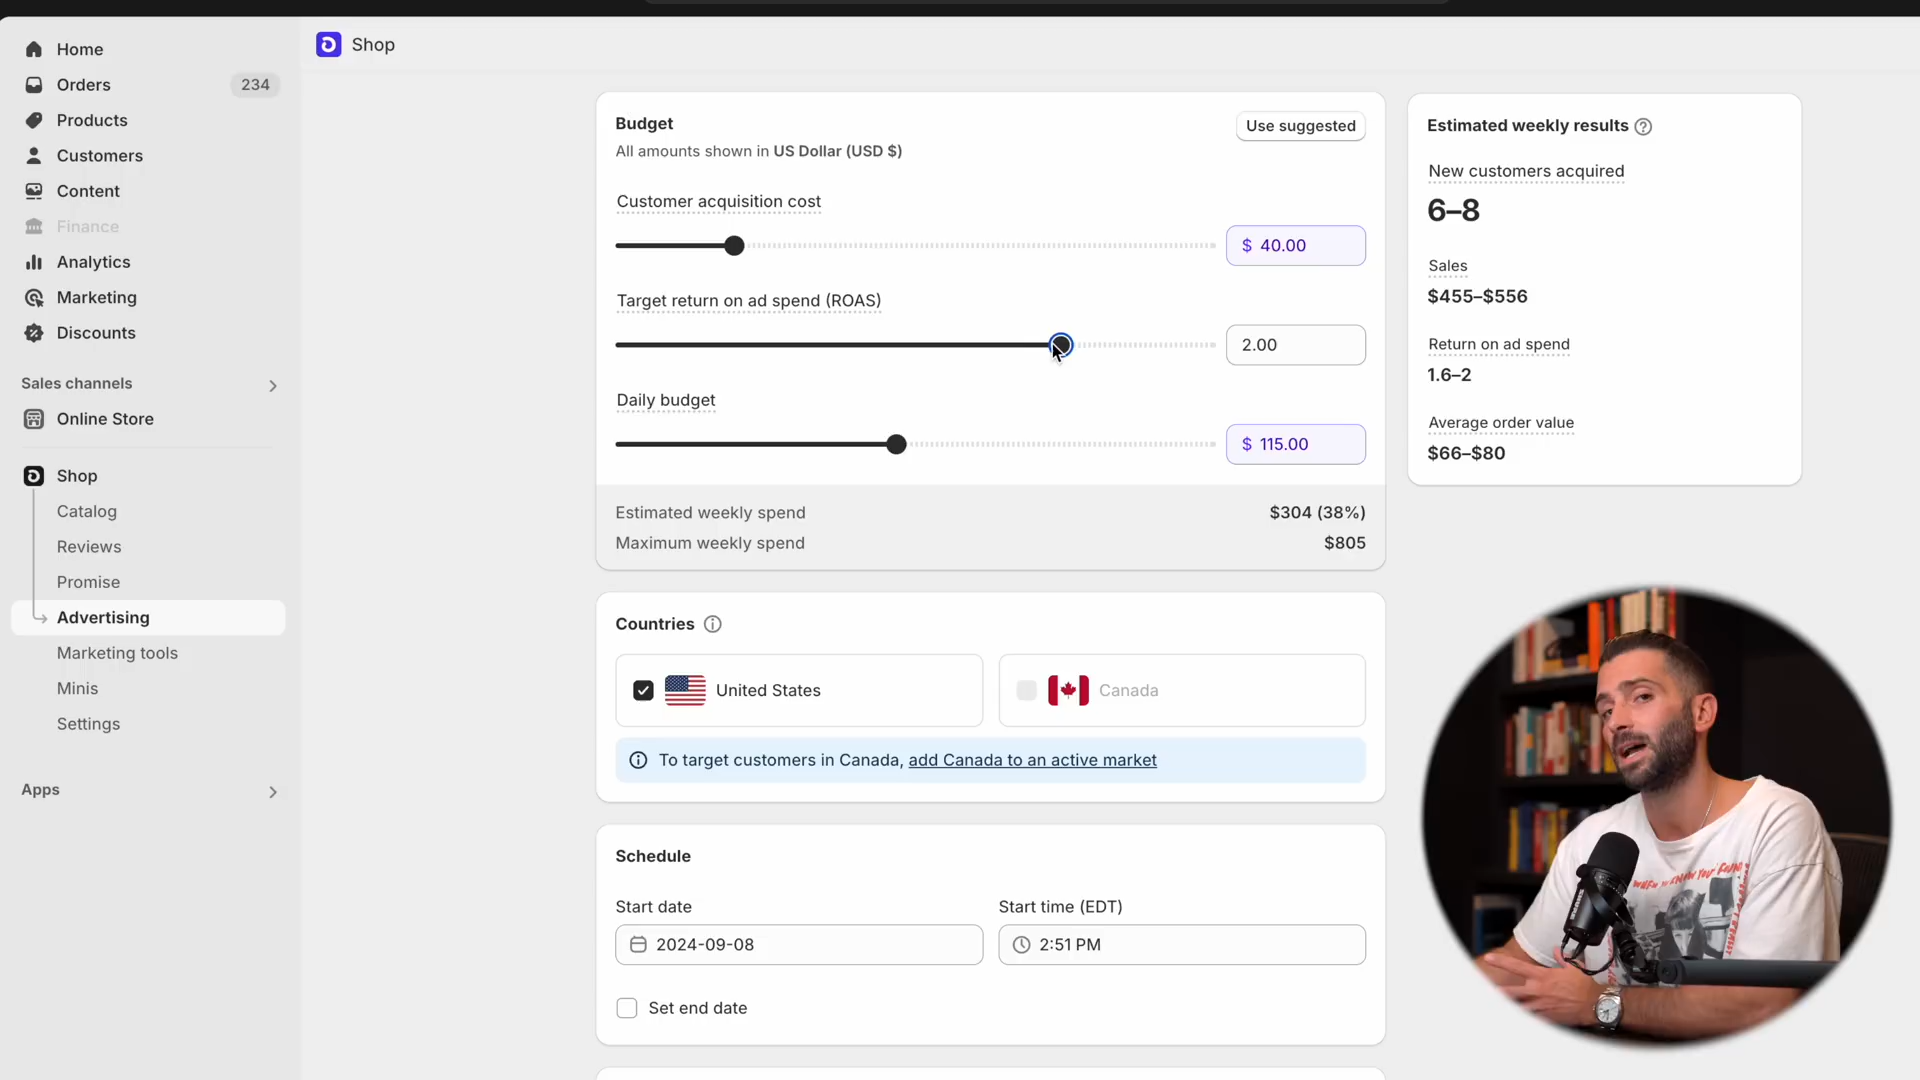 Home
Orders
234
Products
Customers
Content
Finance
Analytics
Marketing
Discounts
Sales channels
Online Store
Shop
Catalog
Reviews
Promise
Advertising
Marketing tools
Minis
Settings
Apps
Shop
Budget
Use suggested
All amounts shown in US Dollar (USD $)
Customer acquisition cost
$ 40.00
Target return on ad spend (ROAS)
2.00
Daily budget
$ 115.00
Estimated weekly spend
$304 (38%)
Maximum weekly spend
$805
Countries
United States
Canada
To target customers in Canada, add Canada to an active market
Schedule
Start date
Start time (EDT)
2024-09-08
2:51 PM
Set end date
Estimated weekly results
New customers acquired
6–8
Sales
$455–$556
Return on ad spend
1.6–2
Average order value
$66–$80